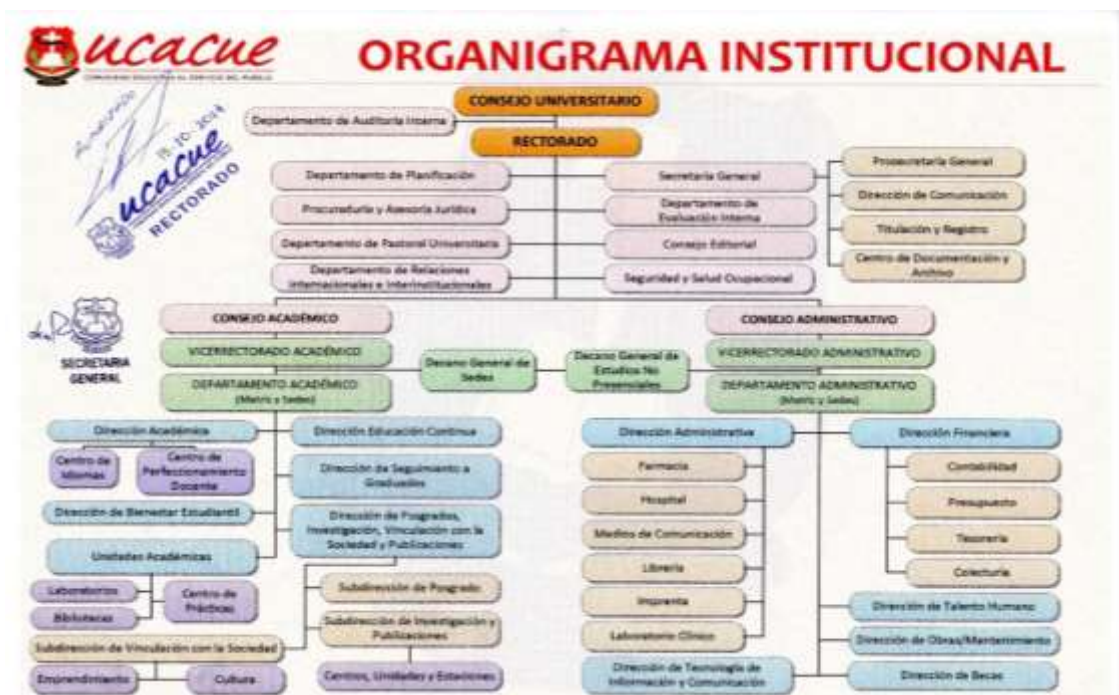 ucacue
ORGANIGRAMA INSTITUCIONAL
COMUNIDAD EDUCATIVA AL SERVICIO DEL PUEBLO
CONSEJO UNIVERSITARIO
Departamento de Auditoría Interna
RECTORADO
ucacue
RECTORADO
Departamento de Planificación
Secretaría General
Prosecretaría General
Dirección de Comunicación
Procuraduría y Asesoría Jurídica
Departamento de
Evaluación Interna
Titulación y Registro
Departamento de Pastoral Universitaria
Consejo Editorial
Centro de Documentación y
Archivo
Departamento de Relaciones
Internacionales e Interinstitucionales
Seguridad y Salud Ocupacional
SECRETARIA
GENERAL
CONSEJO ACADÉMICO
CONSEJO ADMINISTRATIVO
VICERRECTORADO ACADÉMICO
VICERRECTORADO ADMINISTRATIVO
Decano General de
Sedes
Decano General de
Estudios No
Presenciales
DEPARTAMENTO ACADÉMICO
(Matriz y Sedes)
DEPARTAMENTO ADMINISTRATIVO
(Matriz y Sedes)
Dirección Académica
Dirección Educación Continua
Dirección Administrativa
Dirección Financiera
Centro de
Idiomas
Centro de
Perfeccionamiento
Docente
Dirección de Seguimiento a
Graduados
Farmacia
Contabilidad
Hospital
Presupuesto
Dirección de Bienestar Estudiantil
Dirección de Posgrados,
Investigación, Vinculación con la
Sociedad y Publicaciones
Medios de Comunicación
Tesorería
Unidades Académicas
Librería
Colecturía
Laboratorios
Centro de
Prácticas
Bibliotecas
Subdirección de Posgrado
Imprenta
Dirección de Talento Humano
Subdirección de Investigación y
Publicaciones
Laboratorio Clínico
Dirección de Obras/Mantenimiento
Subdirección de Vinculación con la Sociedad
Emprendimiento
Cultura
Centros, Unidades y Estaciones
Dirección de Tecnología de
Información y Comunicación
Dirección de Becas